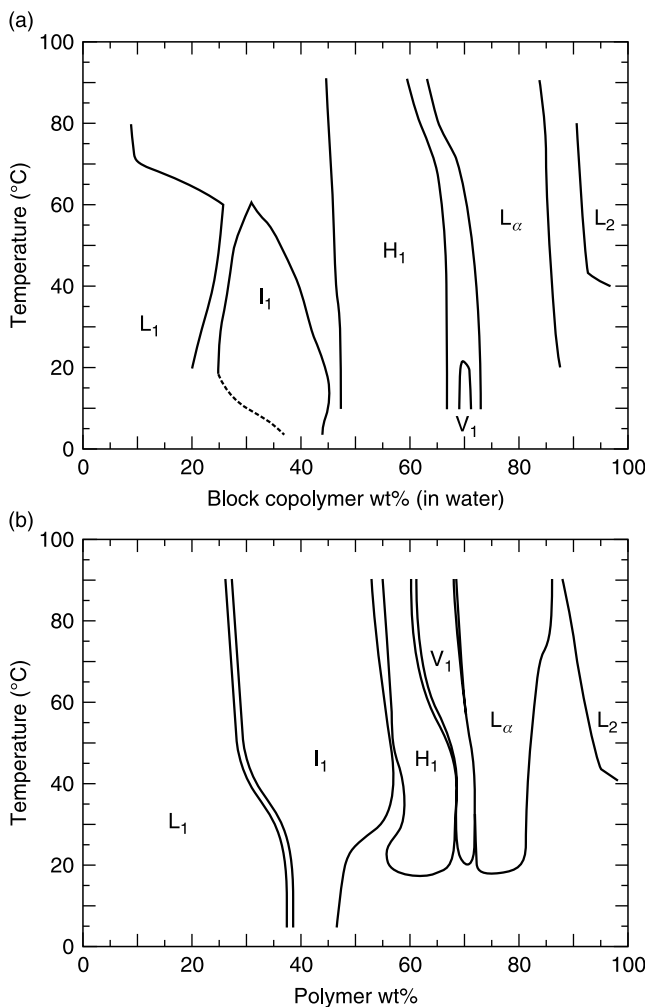 (a)
100
80
60
40
20
0
Temperature (°C)
L₁
I₁
H₁
V₁
Lα
L₂
0 20 40 60 80 100
Block copolymer wt% (in water)
(b)
100
80
60
40
20
0
Temperature (°C)
L₁
I₁
H₁
V₁
Lα
L₂
0 20 40 60 80 100
Polymer wt%